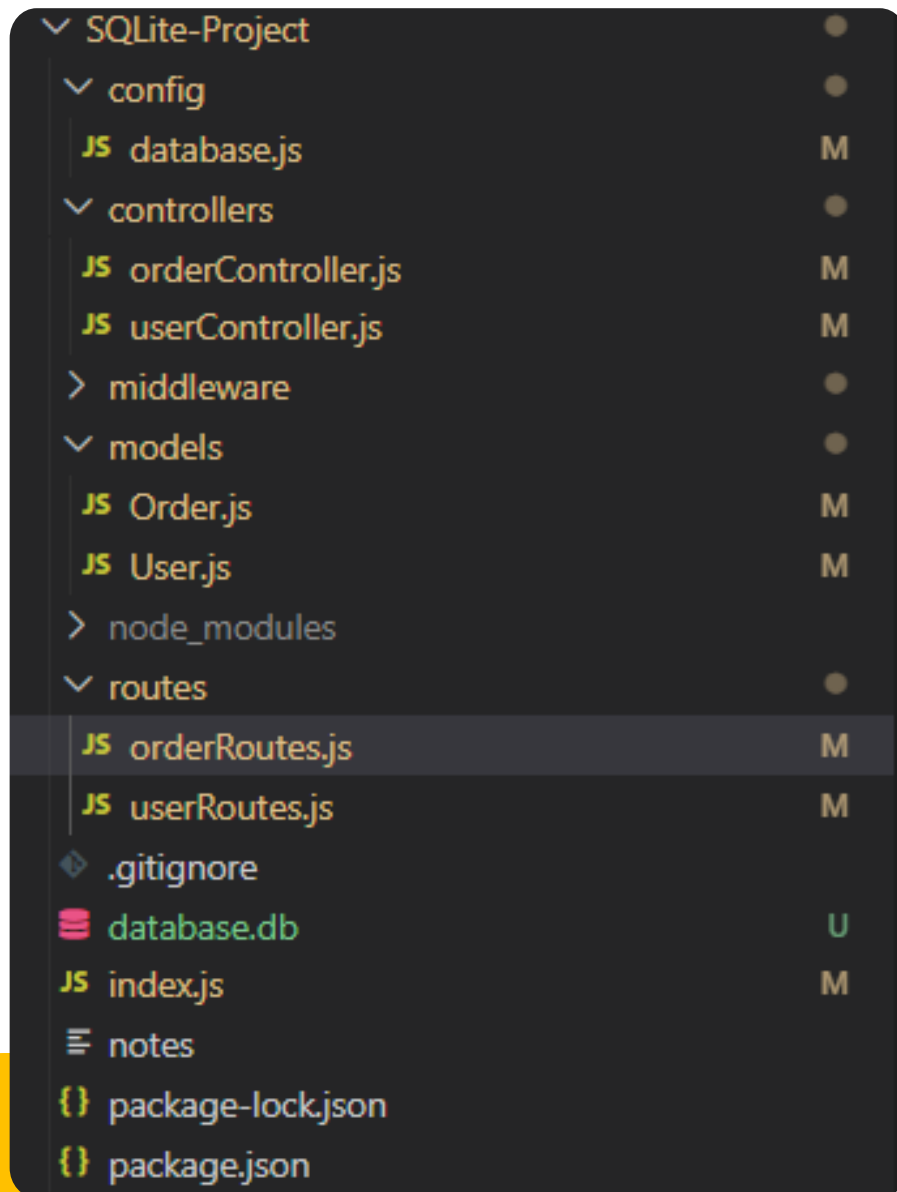 SQLite-Project
config
JS database.js M
controllers
JS orderController.js M
JS userController.js M
middleware
models
JS Order.js M
JS User.js M
node_modules
routes
JS orderRoutes.js M
JS userRoutes.js M
.gitignore
database.db U
JS index.js M
notes
{} package-lock.json
{} package.json